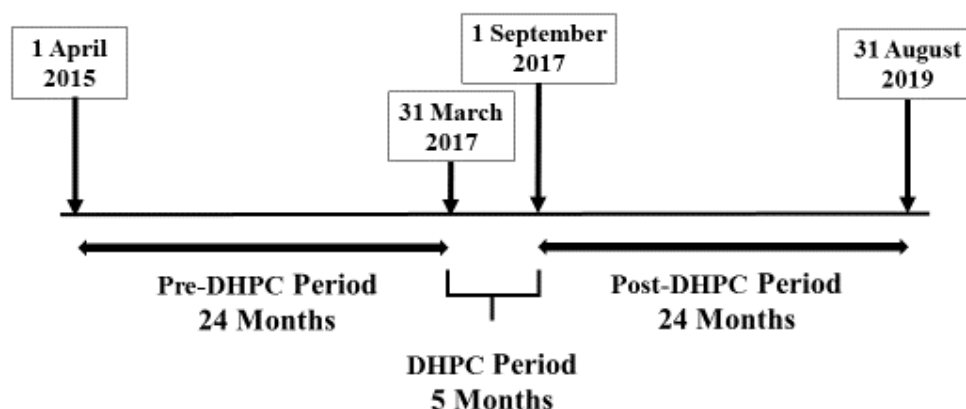 1 April
2015
31 March
2017
1 September
2017
31 August
2019
Pre-DHPC Period
24 Months
DHPC Period
5 Months
Post-DHPC Period
24 Months